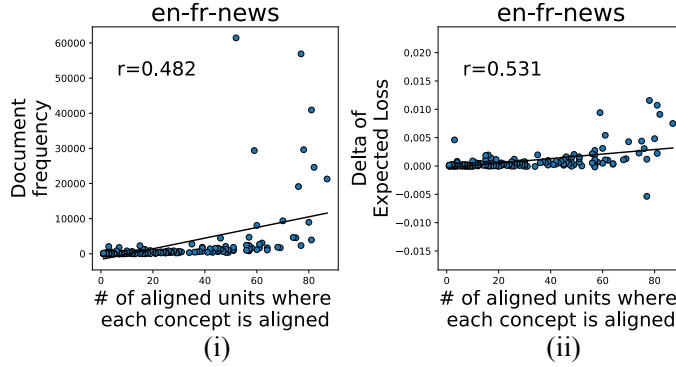 en-fr-news
60000
50000
40000
30000
20000
10000
0
Document
frequency
r=0.482
0
20
40
60
80
# of aligned units where
each concept is aligned
(i)
en-fr-news
0.020
0.015
0.010
0.005
0.000
−0.005
−0.010
−0.015
Delta of
Expected Loss
r=0.531
0
20
40
60
80
# of aligned units where
each concept is aligned
(ii)